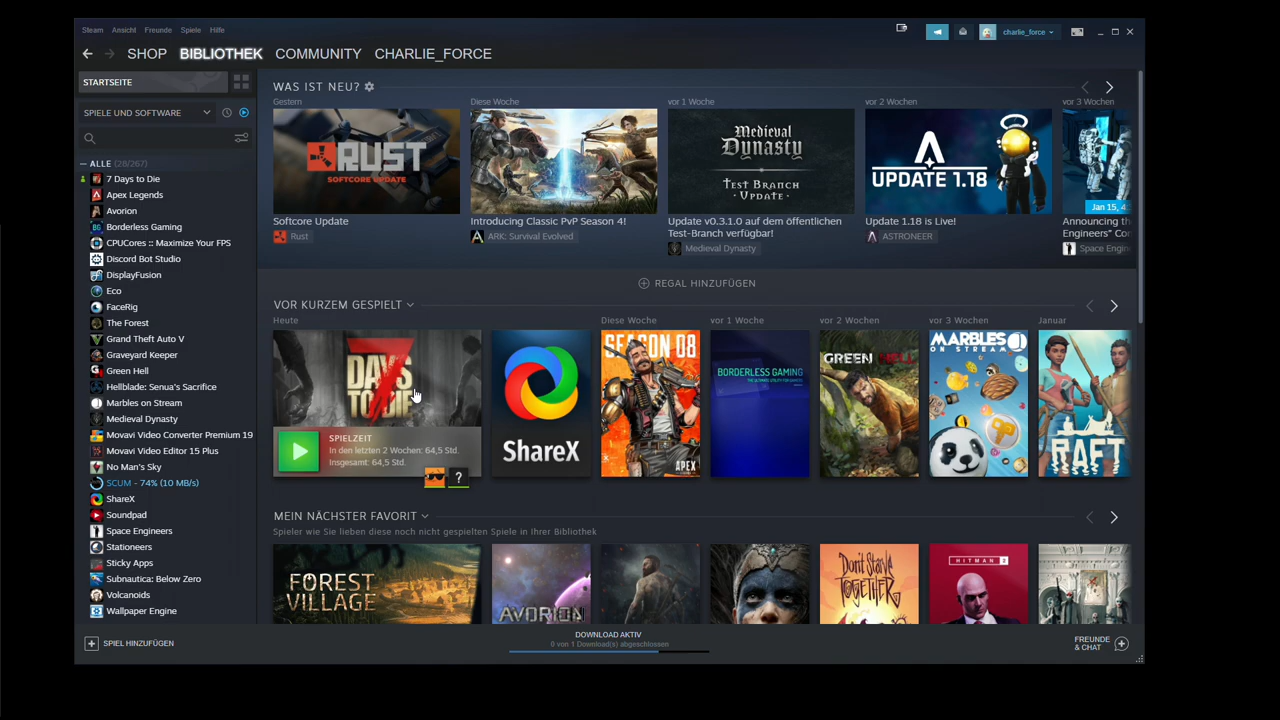 Steam Ansicht Freunde Spiele Hilfe
charlie_force
SHOP BIBLIOTHEK COMMUNITY CHARLIE_FORCE
STARTSEITE
SPIELE UND SOFTWARE
ALLE (28/267)
7 Days to Die
Apex Legends
Avorion
Borderless Gaming
CPUCores :: Maximize Your FPS
Discord Bot Studio
DisplayFusion
Eco
FaceRig
The Forest
Grand Theft Auto V
Graveyard Keeper
Green Hell
Hellblade: Senua's Sacrifice
Marbles on Stream
Medieval Dynasty
Movavi Video Converter Premium 19
Movavi Video Editor 15 Plus
No Man's Sky
SCUM - 74% (10 MB/s)
ShareX
Soundpad
Space Engineers
Stationeers
Sticky Apps
Subnautica: Below Zero
Volcanoids
Wallpaper Engine
WAS IST NEU?
Gestern
RUST
SOFTCORE UPDATE
Softcore Update
Rust
Diese Woche
Introducing Classic PvP Season 4!
ARK: Survival Evolved
vor 1 Woche
Medieval
Dynasty
Test Branch
Update
Update v0.3.1.0 auf dem öffentlichen
Test-Branch verfügbar!
Medieval Dynasty
vor 2 Wochen
UPDATE 1.18
Update 1.18 is Live!
ASTRONEER
vor 3 Wochen
Jan 15, 4
Announcing th
Engineers" Co
Space Engin
REGAL HINZUFÜGEN
VOR KURZEM GESPIELT
Heute
7 DAYS
TO DIE
SPIELZEIT
In den letzten 2 Wochen: 64,5 Std.
Insgesamt: 64,5 Std.
?
ShareX
Diese Woche
SEASON 08
APEX
vor 1 Woche
BORDERLESS GAMING
THE ULTIMATE UTILITY FOR GAMERS
vor 2 Wochen
GREEN HELL
vor 3 Wochen
MARBLES
ON STREAM
Januar
RAFT
MEIN NÄCHSTER FAVORIT
Spieler wie Sie lieben diese noch nicht gespielten Spiele in Ihrer Bibliothek
FOREST
VILLAGE
AVORION
Don't Starve
TOGETHER
HITMAN 2
SPIEL HINZUFÜGEN
DOWNLOAD AKTIV
0 von 1 Download(s) abgeschlossen
FREUNDE
& CHAT